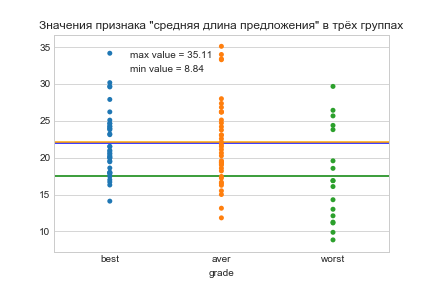 Значения признака "средняя длина предложения" в трёх группах
max value = 35.11
min value = 8.84
35
30
25
20
15
10
best aver worst
grade